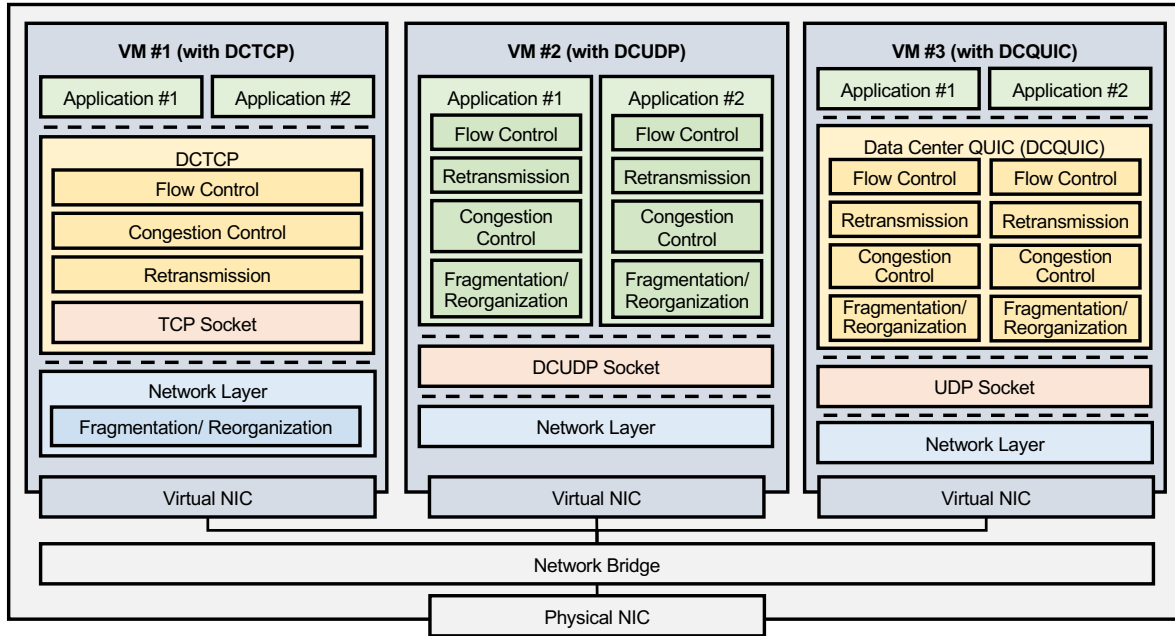 VM #1 (with DCTCP)
Application #1
Application #2
DCTCP
Flow Control
Congestion Control
Retransmission
TCP Socket
Network Layer
Fragmentation/ Reorganization
Virtual NIC
VM #2 (with DCUDP)
Application #1
Flow Control
Retransmission
Congestion
Control
Fragmentation/
Reorganization
Application #2
Flow Control
Retransmission
Congestion
Control
Fragmentation/
Reorganization
DCUDP Socket
Network Layer
Virtual NIC
VM #3 (with DCQUIC)
Application #1
Application #2
Data Center QUIC (DCQUIC)
Flow Control
Retransmission
Congestion
Control
Fragmentation/
Reorganization
Flow Control
Retransmission
Congestion
Control
Fragmentation/
Reorganization
UDP Socket
Network Layer
Virtual NIC
Network Bridge
Physical NIC